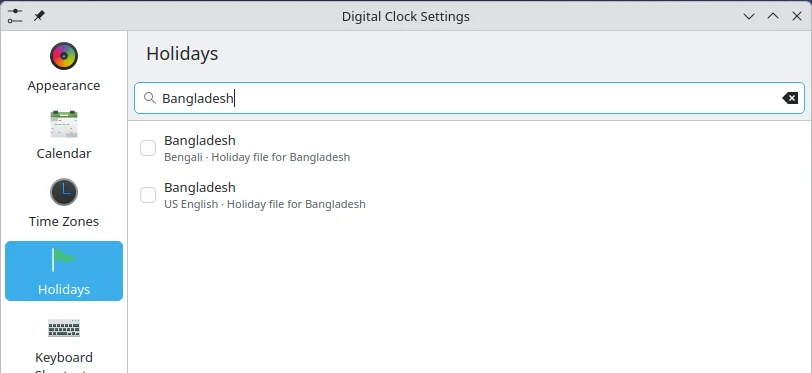 Digital Clock Settings
Appearance
Calendar
Time Zones
Holidays
Keyboard
Holidays
Bangladesh
Bangladesh
Bengali · Holiday file for Bangladesh
Bangladesh
US English · Holiday file for Bangladesh